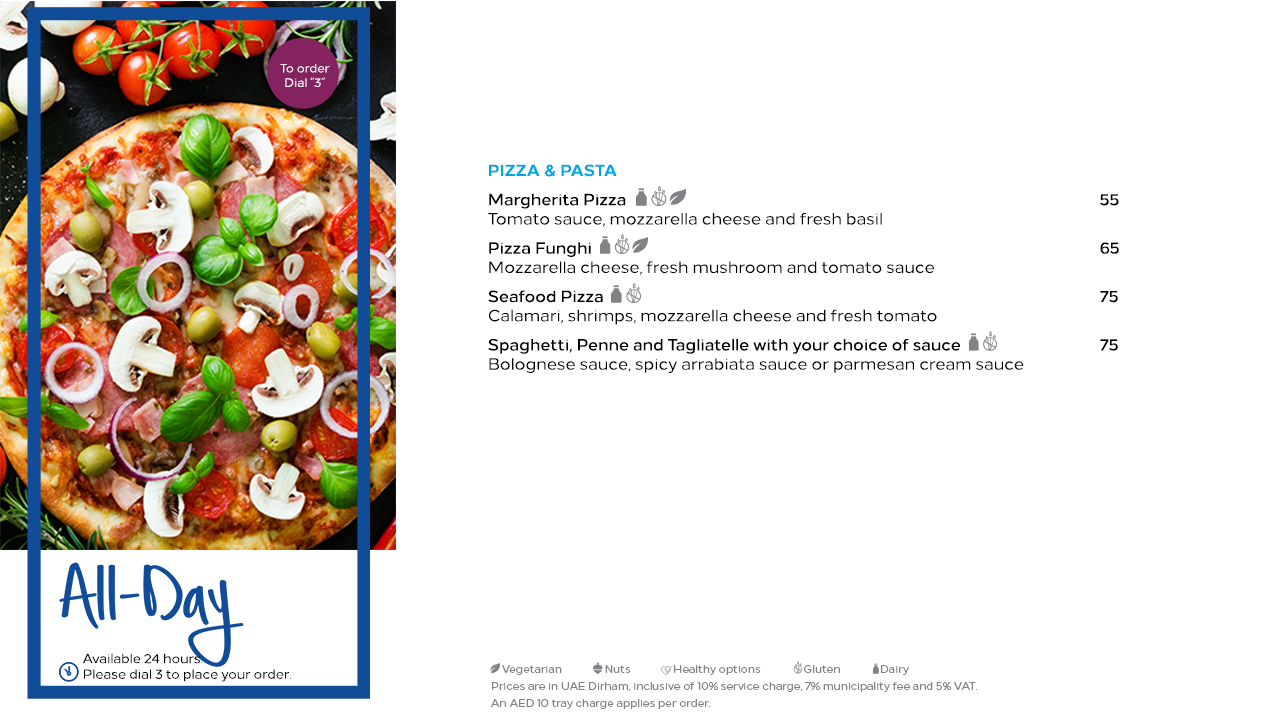 To order
Dial "3"
All-Day
Available 24 hours.
Please dial 3 to place your order.
PIZZA & PASTA
Margherita Pizza 55
Tomato sauce, mozzarella cheese and fresh basil
Pizza Funghi 65
Mozzarella cheese, fresh mushroom and tomato sauce
Seafood Pizza 75
Calamari, shrimps, mozzarella cheese and fresh tomato
Spaghetti, Penne and Tagliatelle with your choice of sauce 75
Bolognese sauce, spicy arrabiata sauce or parmesan cream sauce
Vegetarian Nuts Healthy options Gluten Dairy
Prices are in UAE Dirham, inclusive of 10% service charge, 7% municipality fee and 5% VAT.
An AED 10 tray charge applies per order.